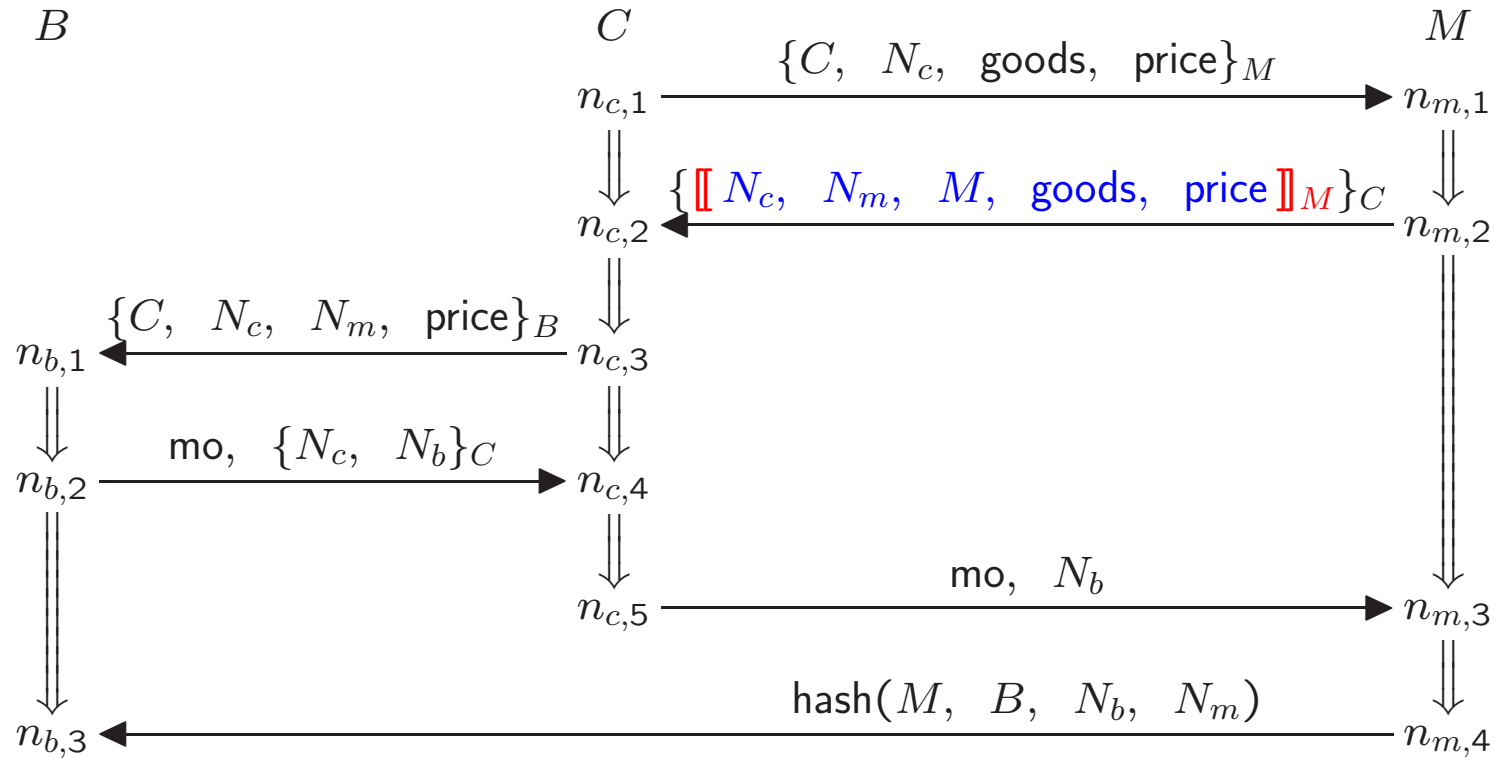 B C M
{C, N_c, goods, price}_M
n_{c,1} n_{m,1}
{⟦ N_c, N_m, M, goods, price ⟧_M}_C
n_{c,2} n_{m,2}
{C, N_c, N_m, price}_B
n_{b,1} n_{c,3}
mo, {N_c, N_b}_C
n_{b,2} n_{c,4}
mo, N_b
n_{c,5} n_{m,3}
hash(M, B, N_b, N_m)
n_{b,3} n_{m,4}